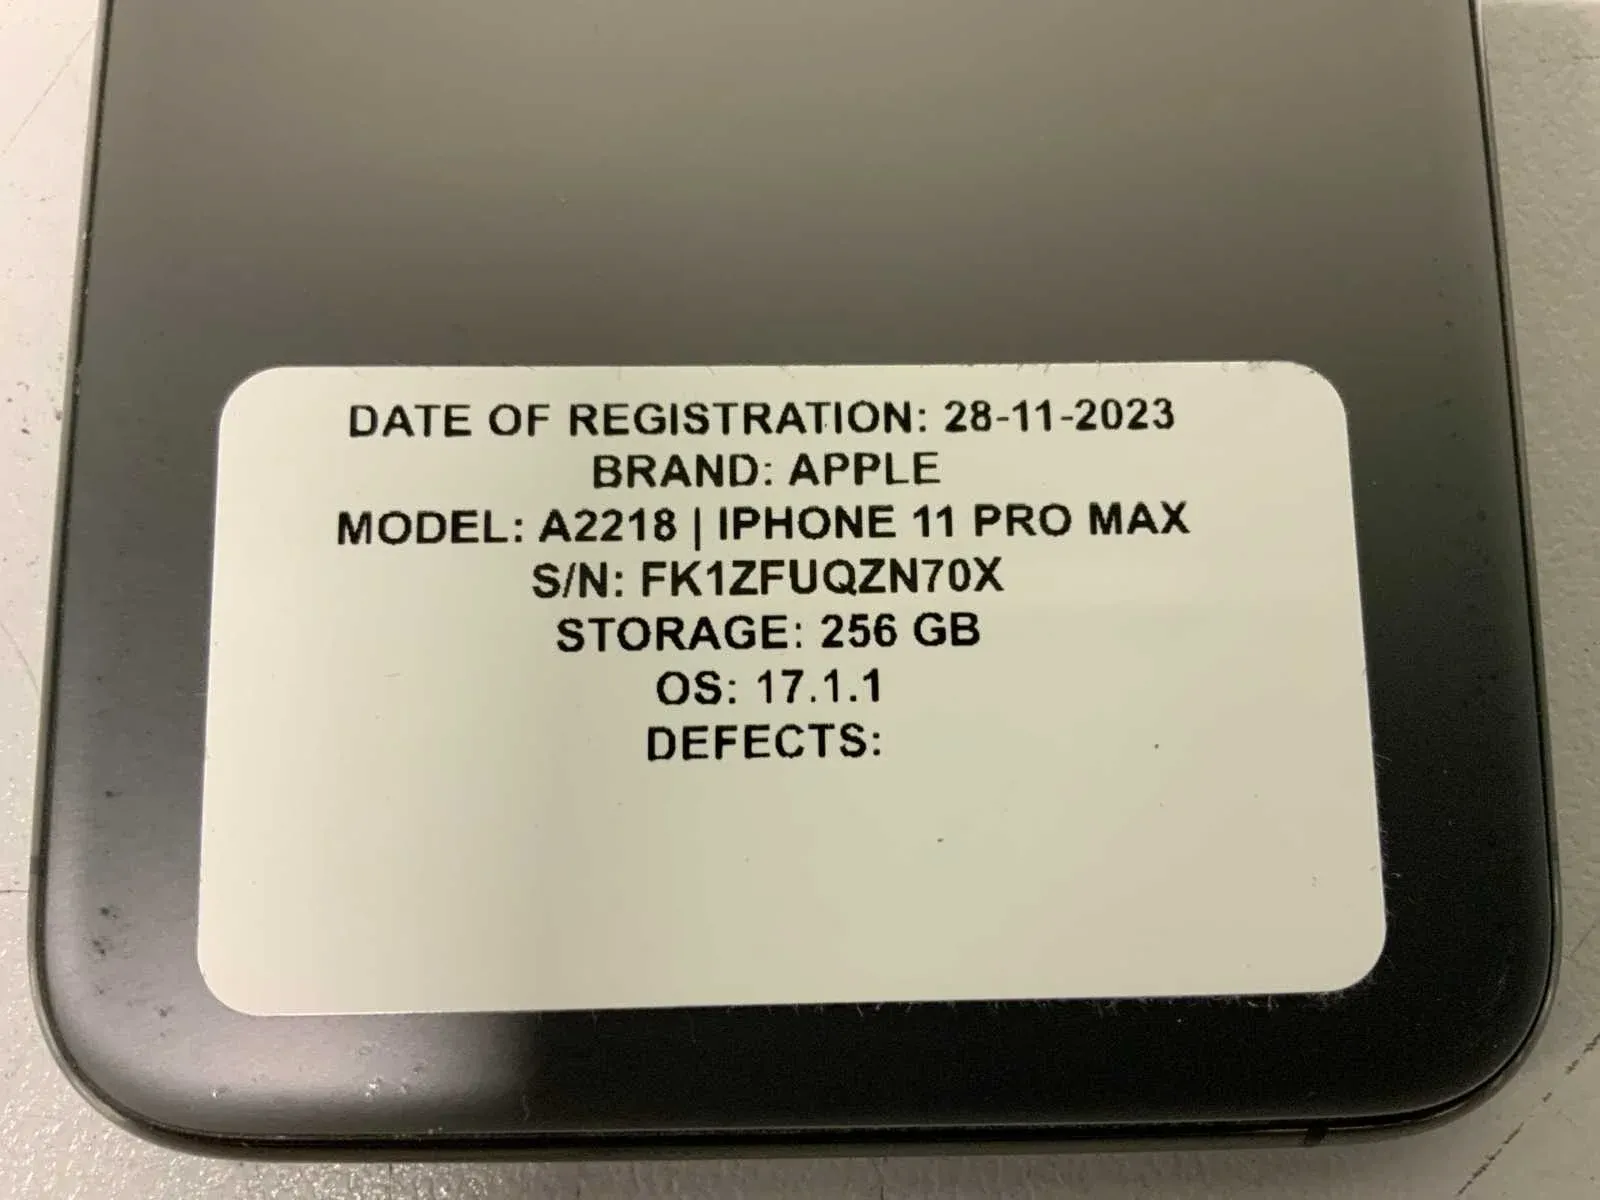 DATE OF REGISTRATION: 28-11-2023
BRAND: APPLE
MODEL: A2218 | IPHONE 11 PRO MAX
S/N: FK1ZFUQZN70X
STORAGE: 256 GB
OS: 17.1.1
DEFECTS: